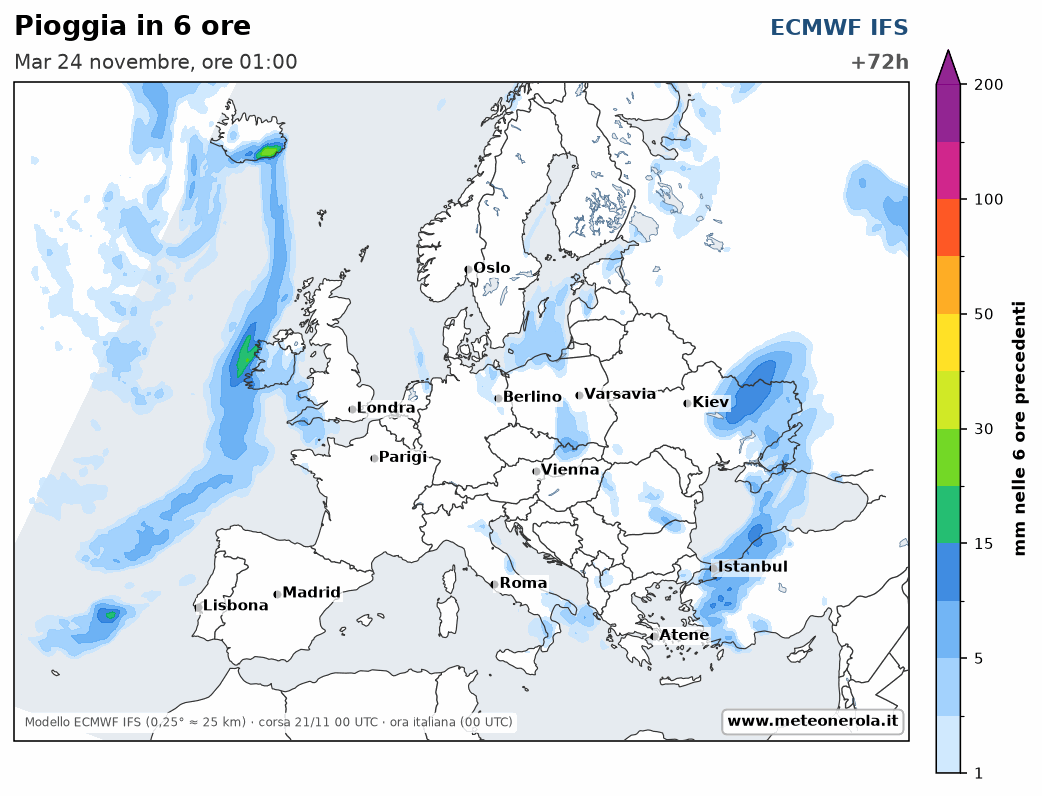 Pioggia in 6 ore
ECMWF IFS
Mar 24 novembre, ore 01:00
+72h
200
100
50
30
15
5
1
mm nelle 6 ore precedenti
Oslo
Berlino
Varsavia
Kiev
Londra
Parigi
Vienna
Istanbul
Roma
Madrid
Lisbona
Atene
Modello ECMWF IFS (0,25° ≈ 25 km) · corsa 21/11 00 UTC · ora italiana (00 UTC)
www.meteonerola.it